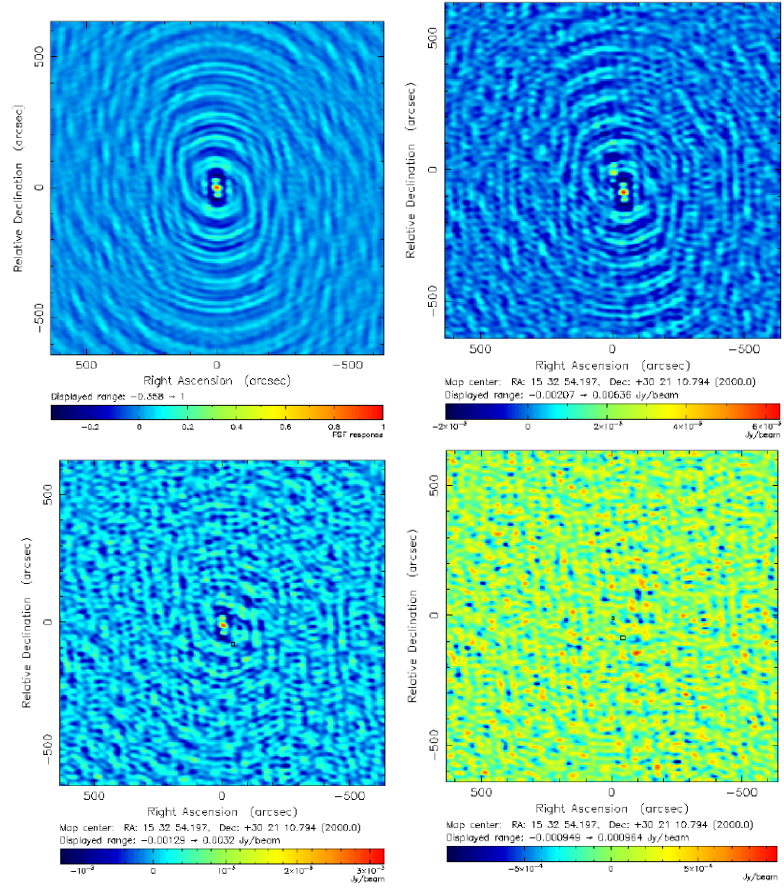 500
0
−500
Relative Declination (arcsec)
500
0
−500
Right Ascension (arcsec)
Displayed range: −0.388 → 1
−0.2
0
0.2
0.4
0.6
0.8
1
PSF response
500
0
−500
Relative Declination (arcsec)
500
0
−500
Right Ascension (arcsec)
Map center: RA: 15 32 54.197, Dec: +30 21 10.794 (2000.0)
Displayed range: −0.00207 → 0.00636 Jy/beam
−2×10⁻³
0
2×10⁻³
4×10⁻³
6×10⁻³
Jy/beam
500
0
−500
Relative Declination (arcsec)
500
0
−500
Right Ascension (arcsec)
Map center: RA: 15 32 54.197, Dec: +30 21 10.794 (2000.0)
Displayed range: −0.00129 → 0.0032 Jy/beam
−10⁻³
0
10⁻³
2×10⁻³
3×10⁻³
Jy/beam
500
0
−500
Relative Declination (arcsec)
500
0
−500
Right Ascension (arcsec)
Map center: RA: 15 32 54.197, Dec: +30 21 10.794 (2000.0)
Displayed range: −0.000949 → 0.000964 Jy/beam
−5×10⁻⁴
0
5×10⁻⁴
Jy/beam